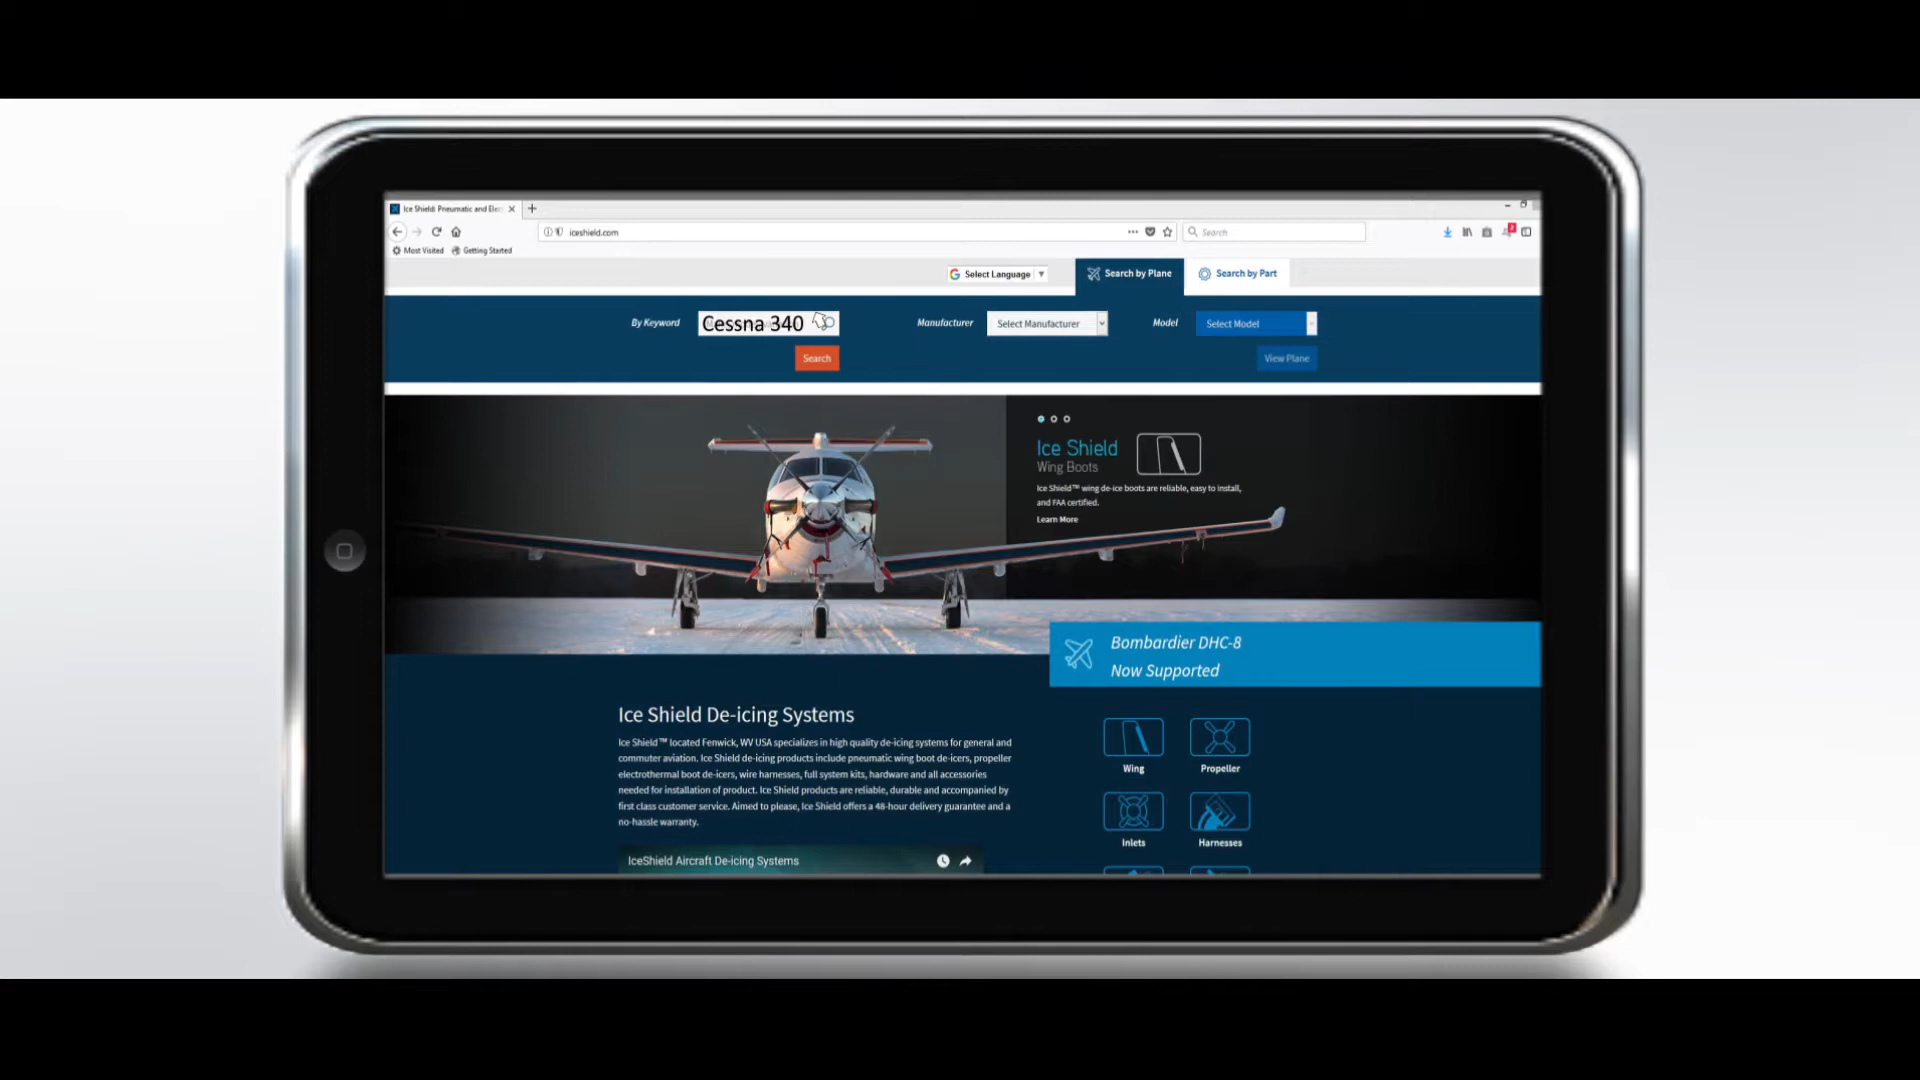 Ice Shield: Pneumatic and Elec
iceshield.com
Search
Most Visited
Getting Started
Select Language
Search by Plane
Search by Part
By Keyword
Cessna 340
Manufacturer
Select Manufacturer
Model
Select Model
Search
View Plane
Ice Shield
Wing Boots
Ice Shield™ wing de-ice boots are reliable, easy to install,
and FAA certified.
Learn More
Bombardier DHC-8
Now Supported
Ice Shield De-icing Systems
Ice Shield™ located Fenwick, WV USA specializes in high quality de-icing systems for general and
commuter aviation. Ice Shield de-icing products include pneumatic wing boot de-icers, propeller
electrothermal boot de-icers, wire harnesses, full system kits, hardware and all accessories
needed for installation of product. Ice Shield products are reliable, durable and accompanied by
first class customer service. Aimed to please, Ice Shield offers a 48-hour delivery guarantee and a
no-hassle warranty.
Wing
Propeller
Inlets
Harnesses
IceShield Aircraft De-icing Systems